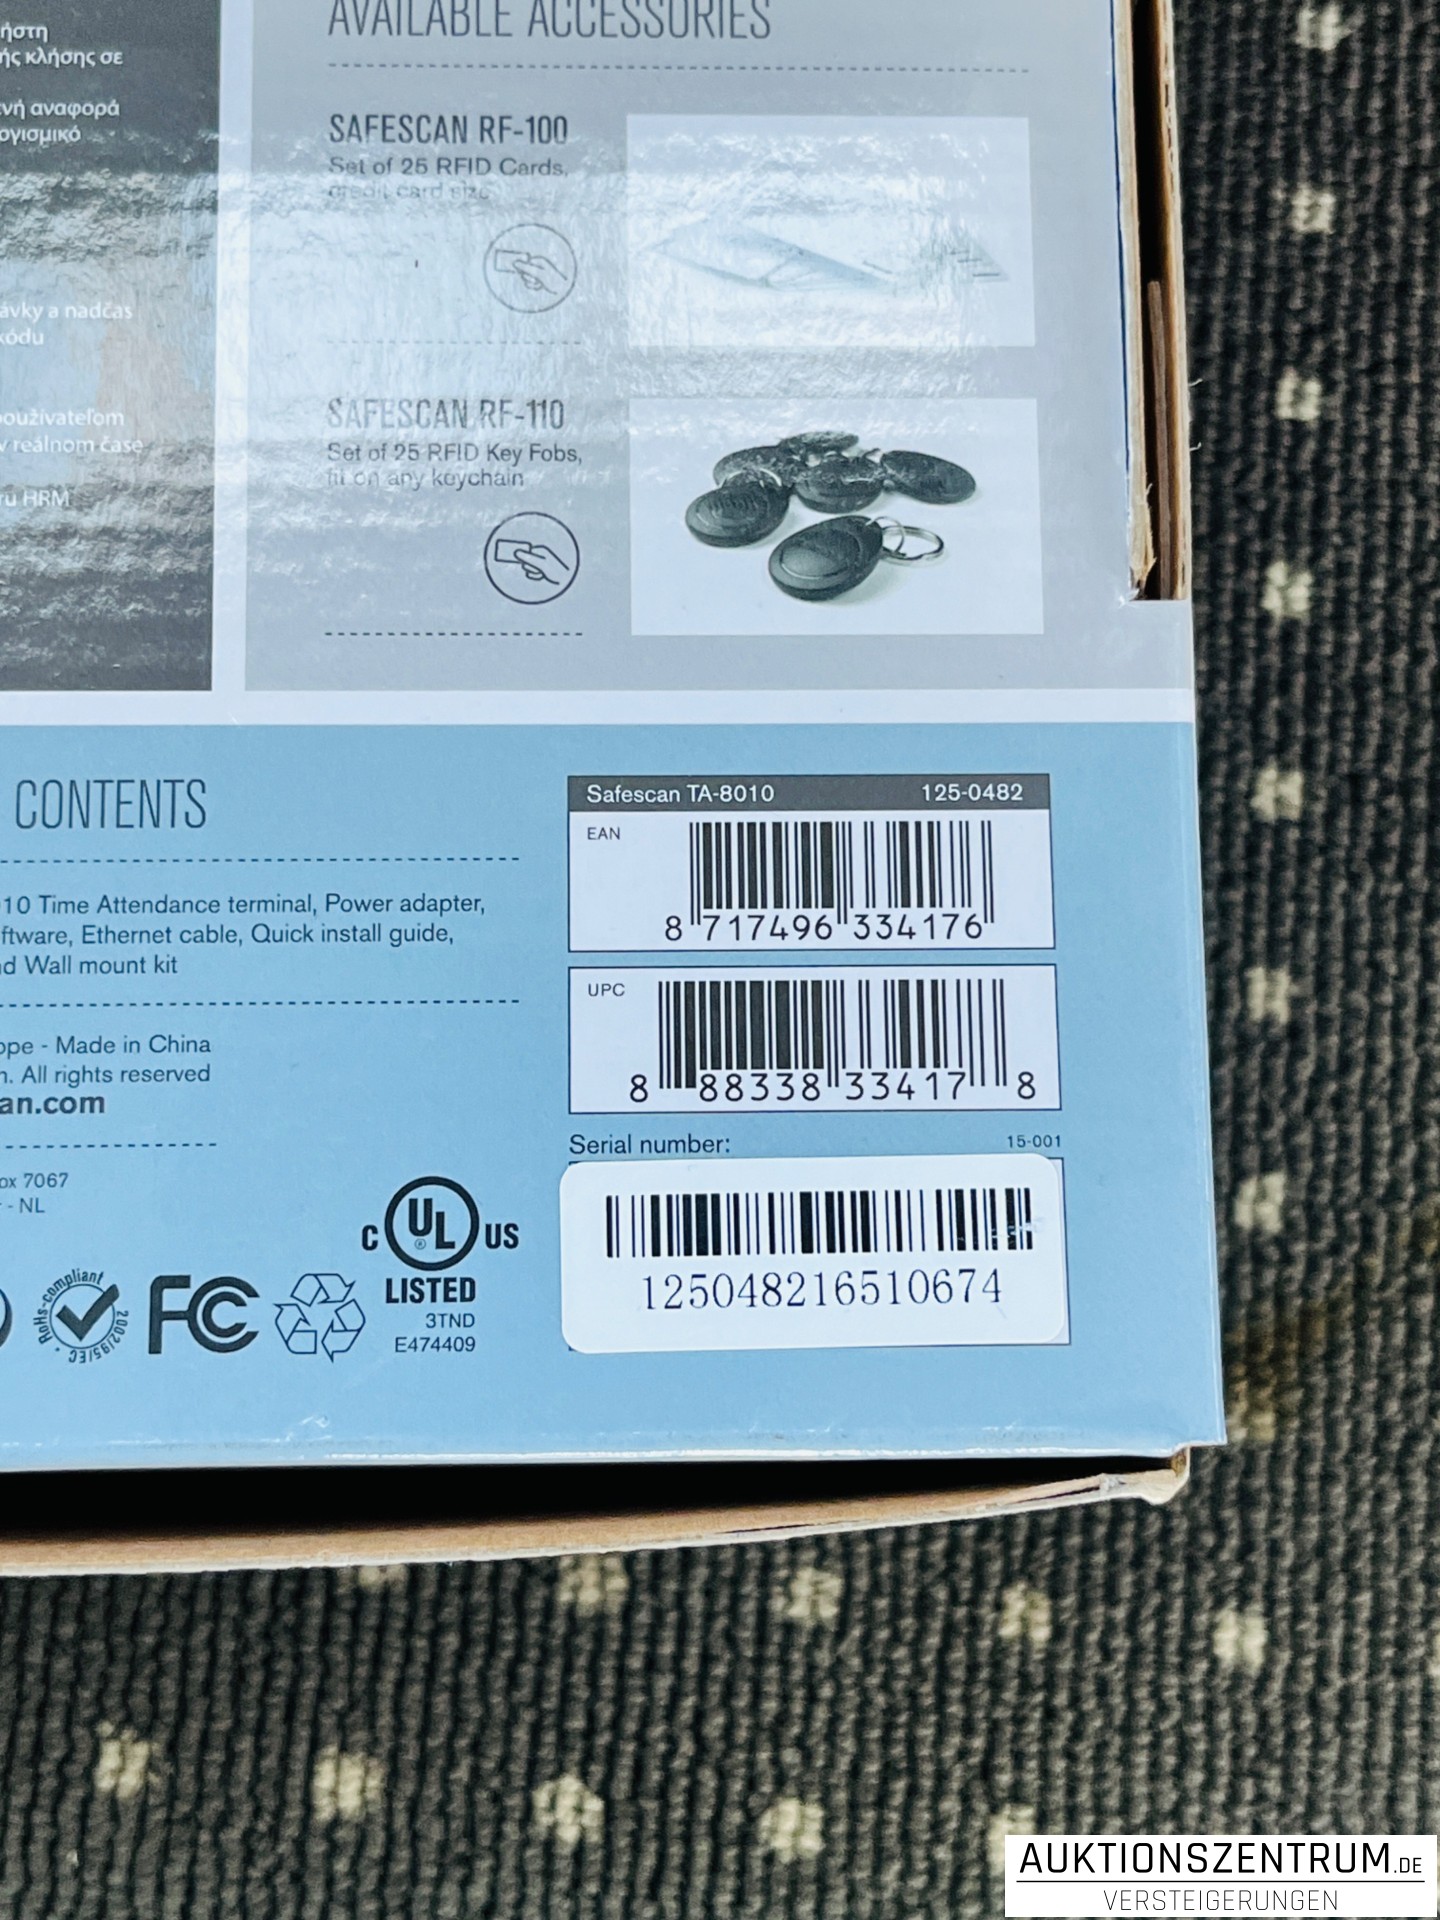 ήστη
ής κλήσης σε
νή αναφορά
ογισμικό
ávky a nadčas
kódu
používateľom
v reálnom čase
ru HRM
AVAILABLE ACCESSORIES
SAFESCAN RF-100
Set of 25 RFID Cards,
credit card size
SAFESCAN RF-110
Set of 25 RFID Key Fobs,
fit on any keychain
CONTENTS
10 Time Attendance terminal, Power adapter,
ftware, Ethernet cable, Quick install guide,
d Wall mount kit
ope - Made in China
n. All rights reserved
an.com
ox 7067
- NL
RoHS-compliant
2002/95/EC
FC
C UL US
®
LISTED
3TND
E474409
Safescan TA-8010 125-0482
EAN
8 717496 334176
UPC
8 88338 33417 8
Serial number: 15-001
125048216510674
AUKTIONSZENTRUM.DE
VERSTEIGERUNGEN